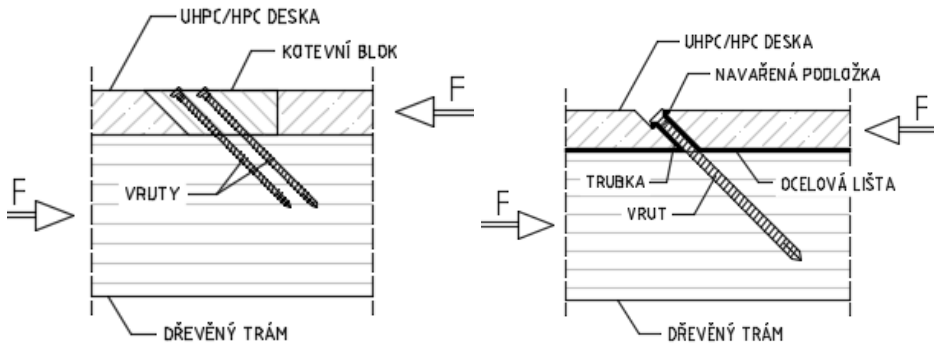 UHPC/HPC DESKA
KOTEVNÍ BLOK
F
VRUTY
F
DŘEVĚNÝ TRÁM
UHPC/HPC DESKA
NAVAŘENÁ PODLOŽKA
F
TRUBKA
OCELOVÁ LIŠTA
VRUT
F
DŘEVĚNÝ TRÁM